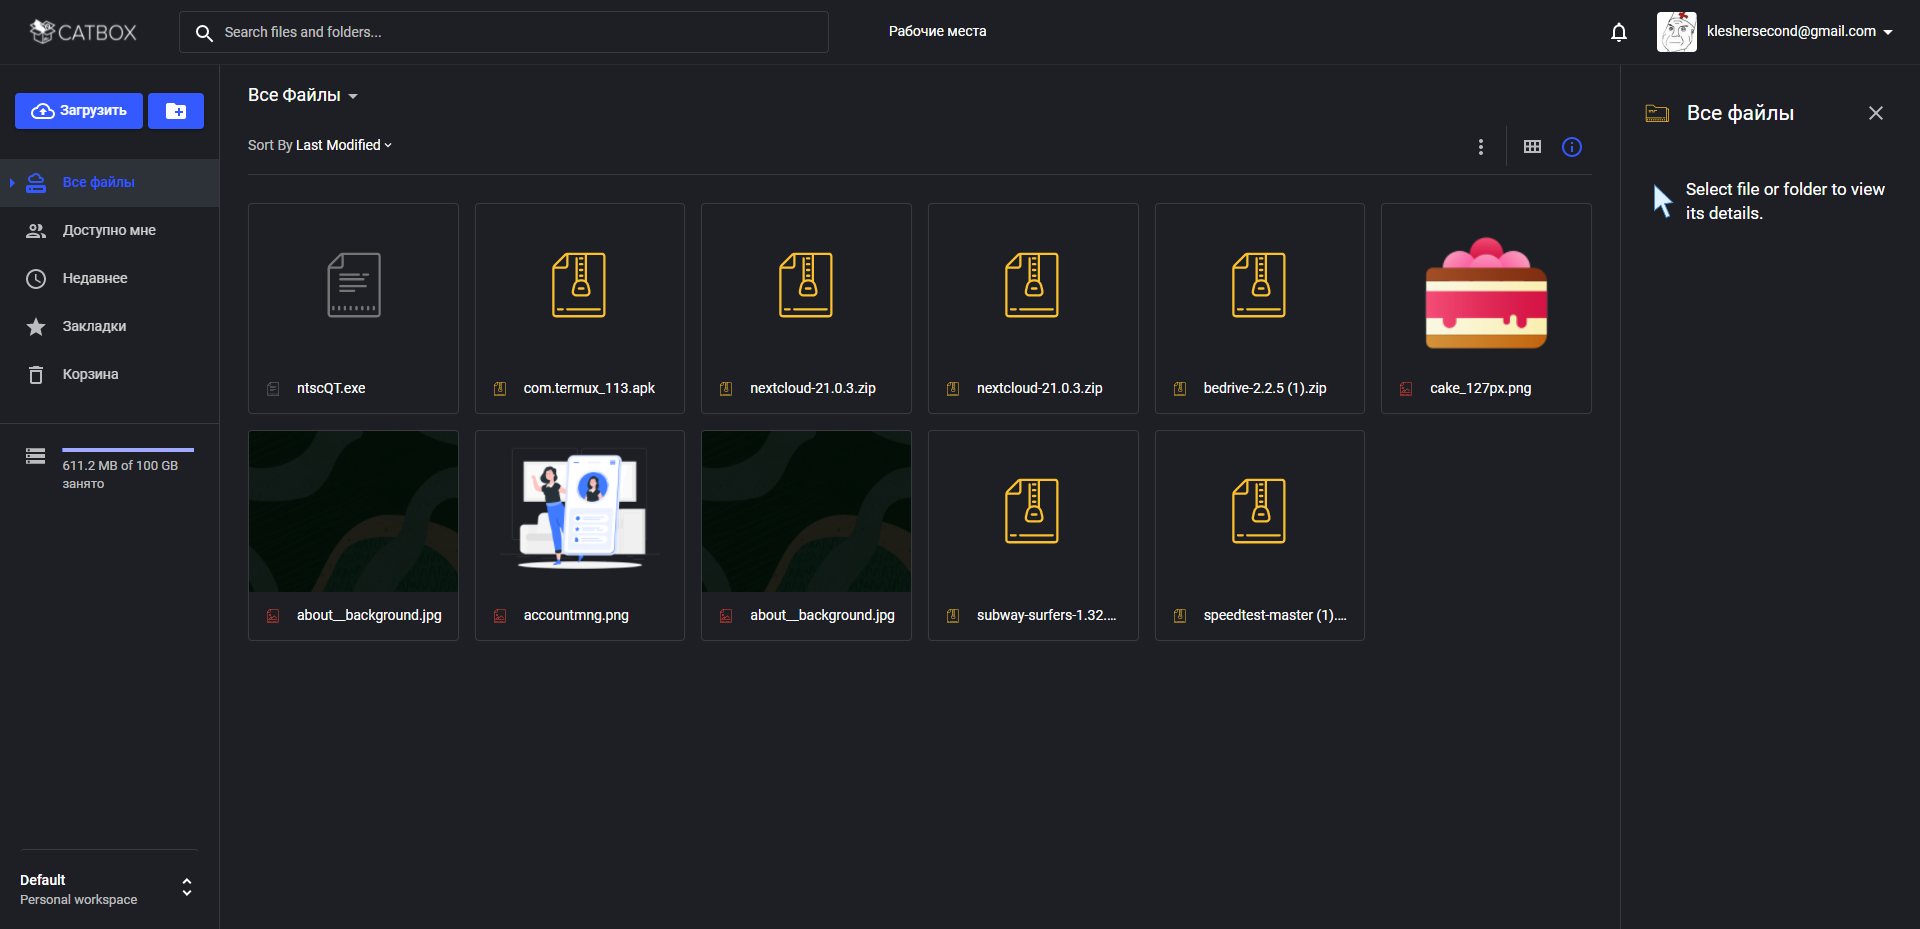 CATBOX
Search files and folders...
Рабочие места
kleshersecond@gmail.com
Загрузить
Все файлы
Доступно мне
Недавнее
Закладки
Корзина
611.2 MB of 100 GB
занято
Default
Personal workspace
Все Файлы
Sort By Last Modified
ntscQT.exe
com.termux_113.apk
nextcloud-21.0.3.zip
nextcloud-21.0.3.zip
bedrive-2.2.5 (1).zip
cake_127px.png
about__background.jpg
accountmng.png
about__background.jpg
subway-surfers-1.32....
speedtest-master (1)....
Все файлы
Select file or folder to view
its details.